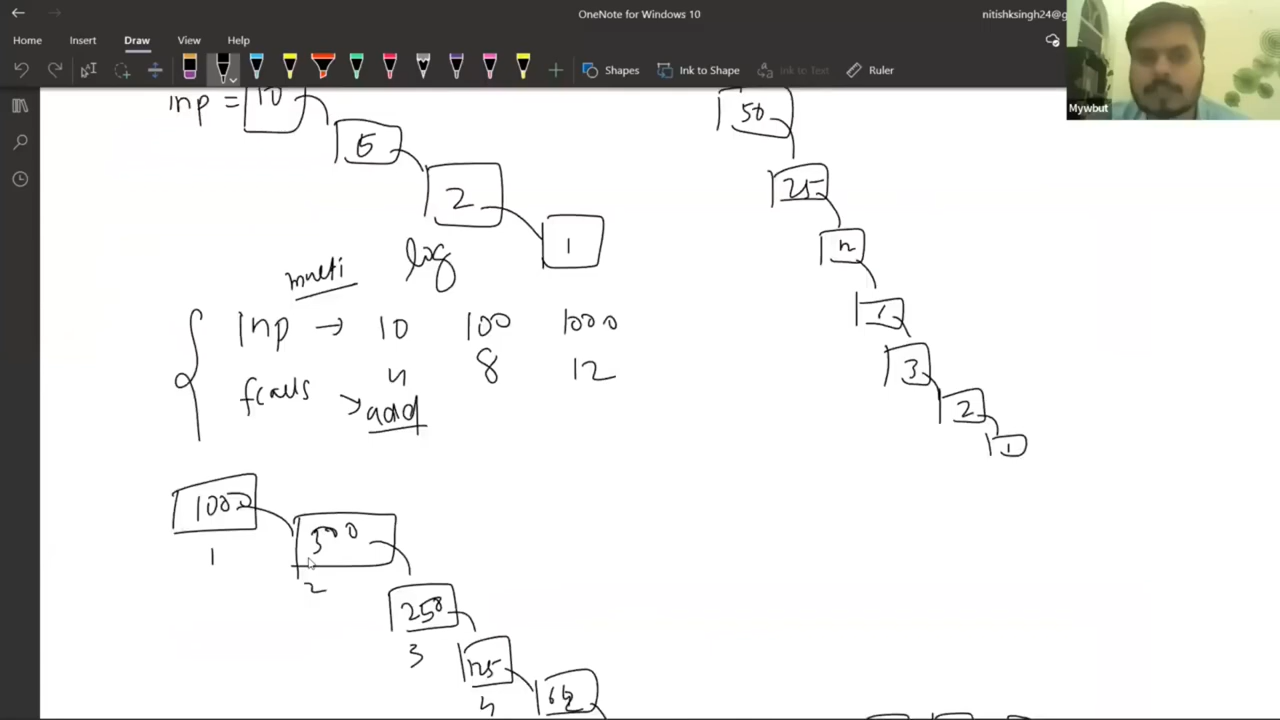 OneNote for Windows 10
nitishksingh24@g
Home Insert Draw View Help
Shapes Ink to Shape Ink to Text Ruler
Mywbut
inp = 10
5
2
1
50
25
12
1
3
2
1
multi log
Inp → 10 100 1000
fcalls 4 8 12
→ add
1000
1
500
2
250
3
125
4
62